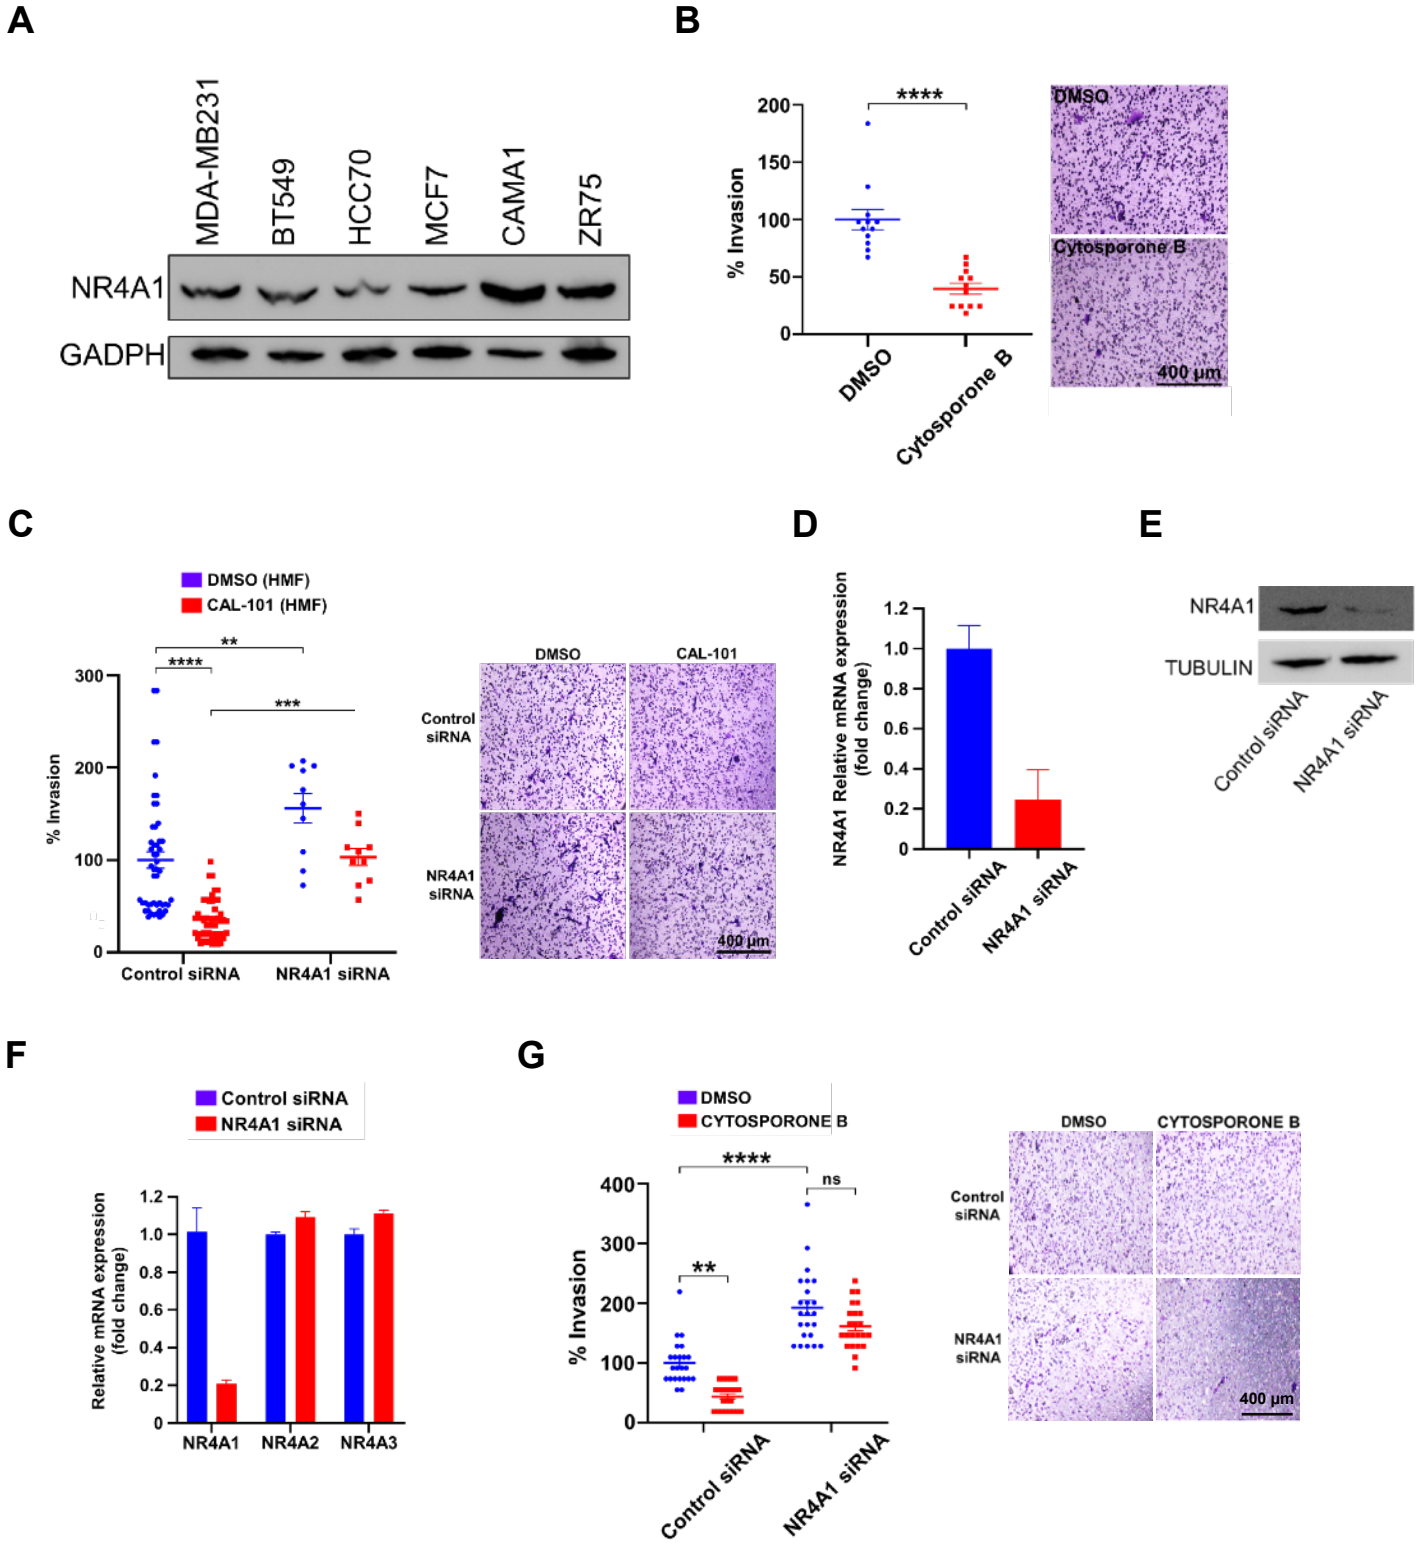 A
MDA-MB231
BT549
HCC70
MCF7
CAMA1
ZR75
NR4A1
GADPH
B
% Invasion
200
150
100
50
0
****
DMSO
Cytosporone B
DMSO
Cytosporone B
400 µm
C
DMSO (HMF)
CAL-101 (HMF)
**
****
***
% Invasion
300
200
100
0
Control siRNA
NR4A1 siRNA
DMSO
CAL-101
Control
siRNA
NR4A1
siRNA
400 µm
D
NR4A1 Relative mRNA expression
(fold change)
1.2
1.0
0.8
0.6
0.4
0.2
0
Control siRNA
NR4A1 siRNA
E
NR4A1
TUBULIN
Control siRNA
NR4A1 siRNA
F
Control siRNA
NR4A1 siRNA
Relative mRNA expression
(fold change)
1.2
1.0
0.8
0.6
0.4
0.2
0
NR4A1
NR4A2
NR4A3
G
DMSO
CYTOSPORONE B
****
ns
**
% Invasion
400
300
200
100
0
Control siRNA
NR4A1 siRNA
DMSO
CYTOSPORONE B
Control
siRNA
NR4A1
siRNA
400 µm